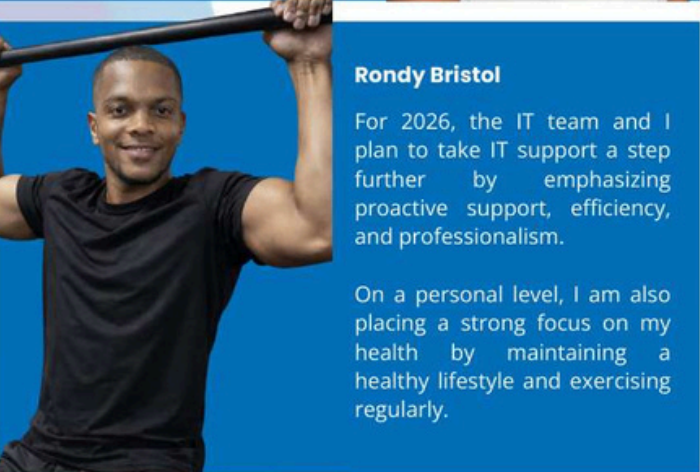 Rondy Bristol
For 2026, the IT team and I
plan to take IT support a step
further by emphasizing
proactive support, efficiency,
and professionalism.
On a personal level, I am also
placing a strong focus on my
health by maintaining a
healthy lifestyle and exercising
regularly.